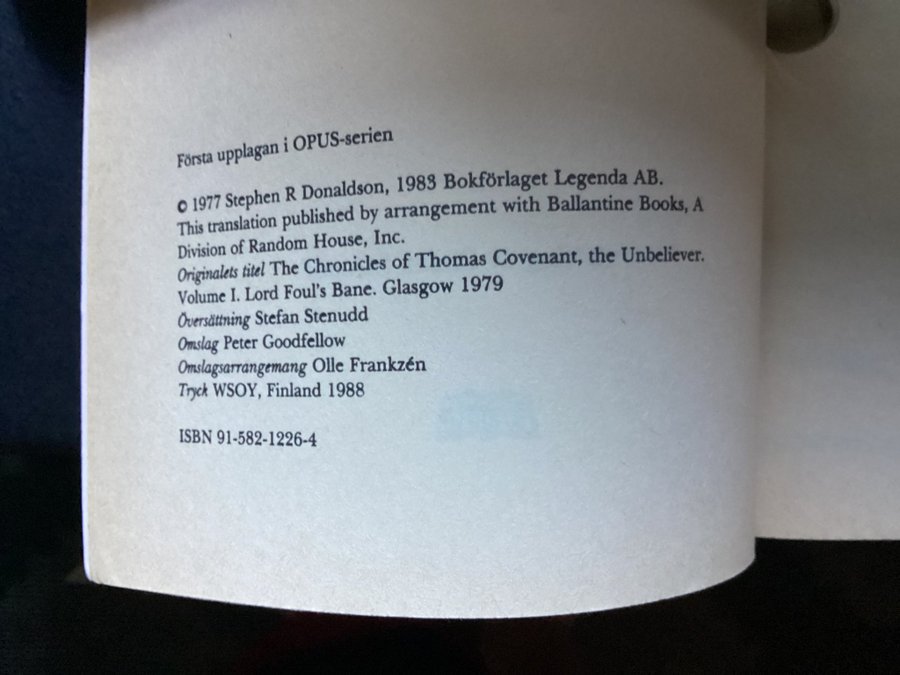 Första upplagan i OPUS-serien
© 1977 Stephen R Donaldson, 1983 Bokförlaget Legenda AB.
This translation published by arrangement with Ballantine Books, A
Division of Random House, Inc.
Originalets titel The Chronicles of Thomas Covenant, the Unbeliever.
Volume I. Lord Foul's Bane. Glasgow 1979
Översättning Stefan Stenudd
Omslag Peter Goodfellow
Omslagsarrangemang Olle Frankzén
Tryck WSOY, Finland 1988
ISBN 91-582-1226-4